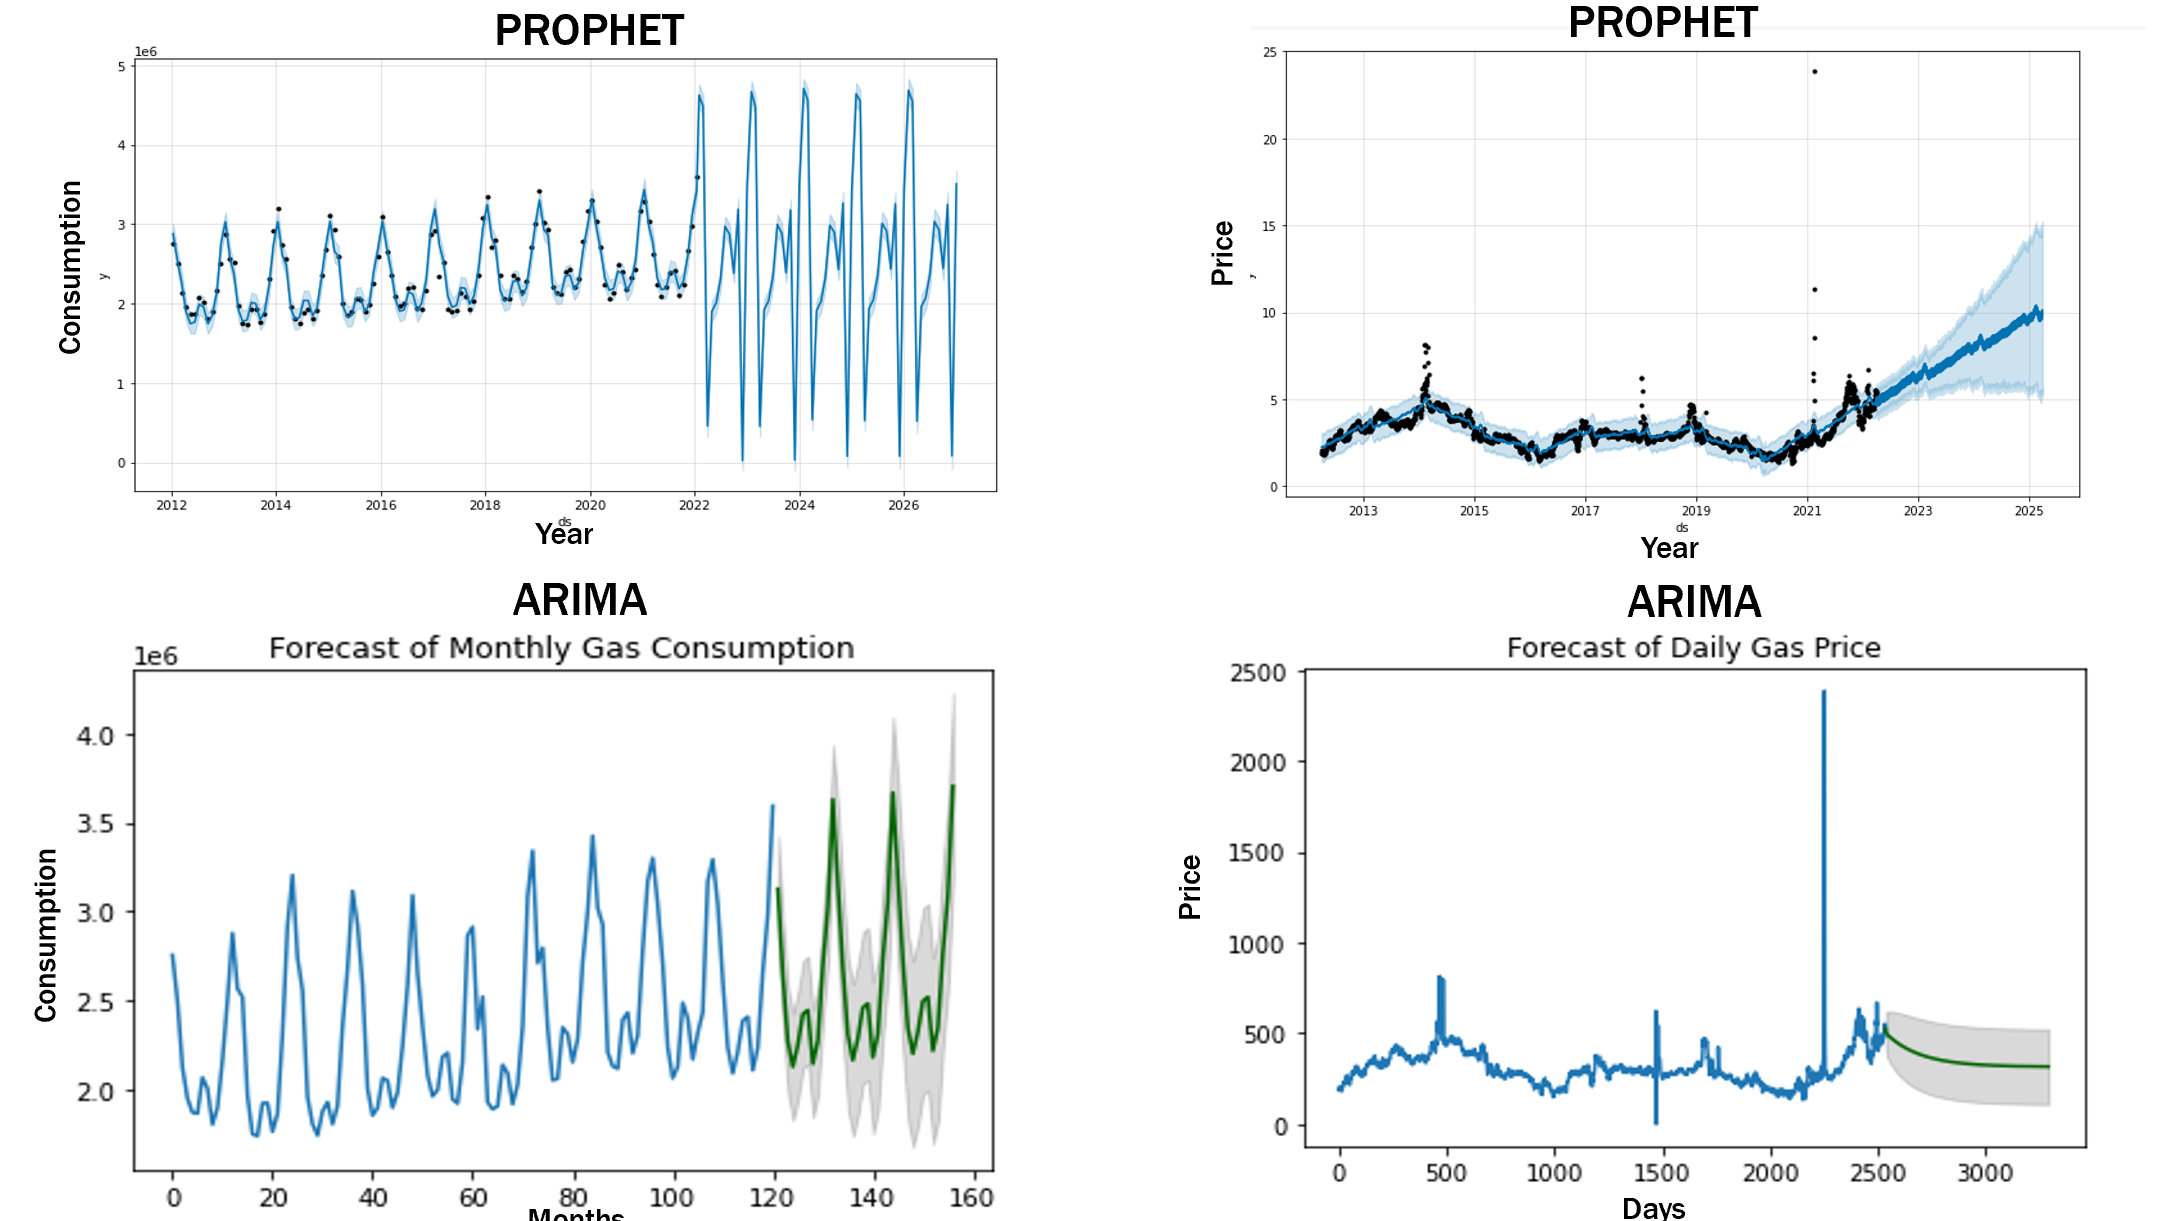 PROPHET
1e6
5
4
3
2
1
0
Consumption
y
2012 2014 2016 2018 2020 2022 2024 2026
ds
Year
PROPHET
25
20
15
10
5
0
Price
y
2013 2015 2017 2019 2021 2023 2025
ds
Year
ARIMA
Forecast of Monthly Gas Consumption
1e6
4.0
3.5
3.0
2.5
2.0
Consumption
0 20 40 60 80 100 120 140 160
Months
ARIMA
Forecast of Daily Gas Price
2500
2000
1500
1000
500
0
Price
0 500 1000 1500 2000 2500 3000
Days